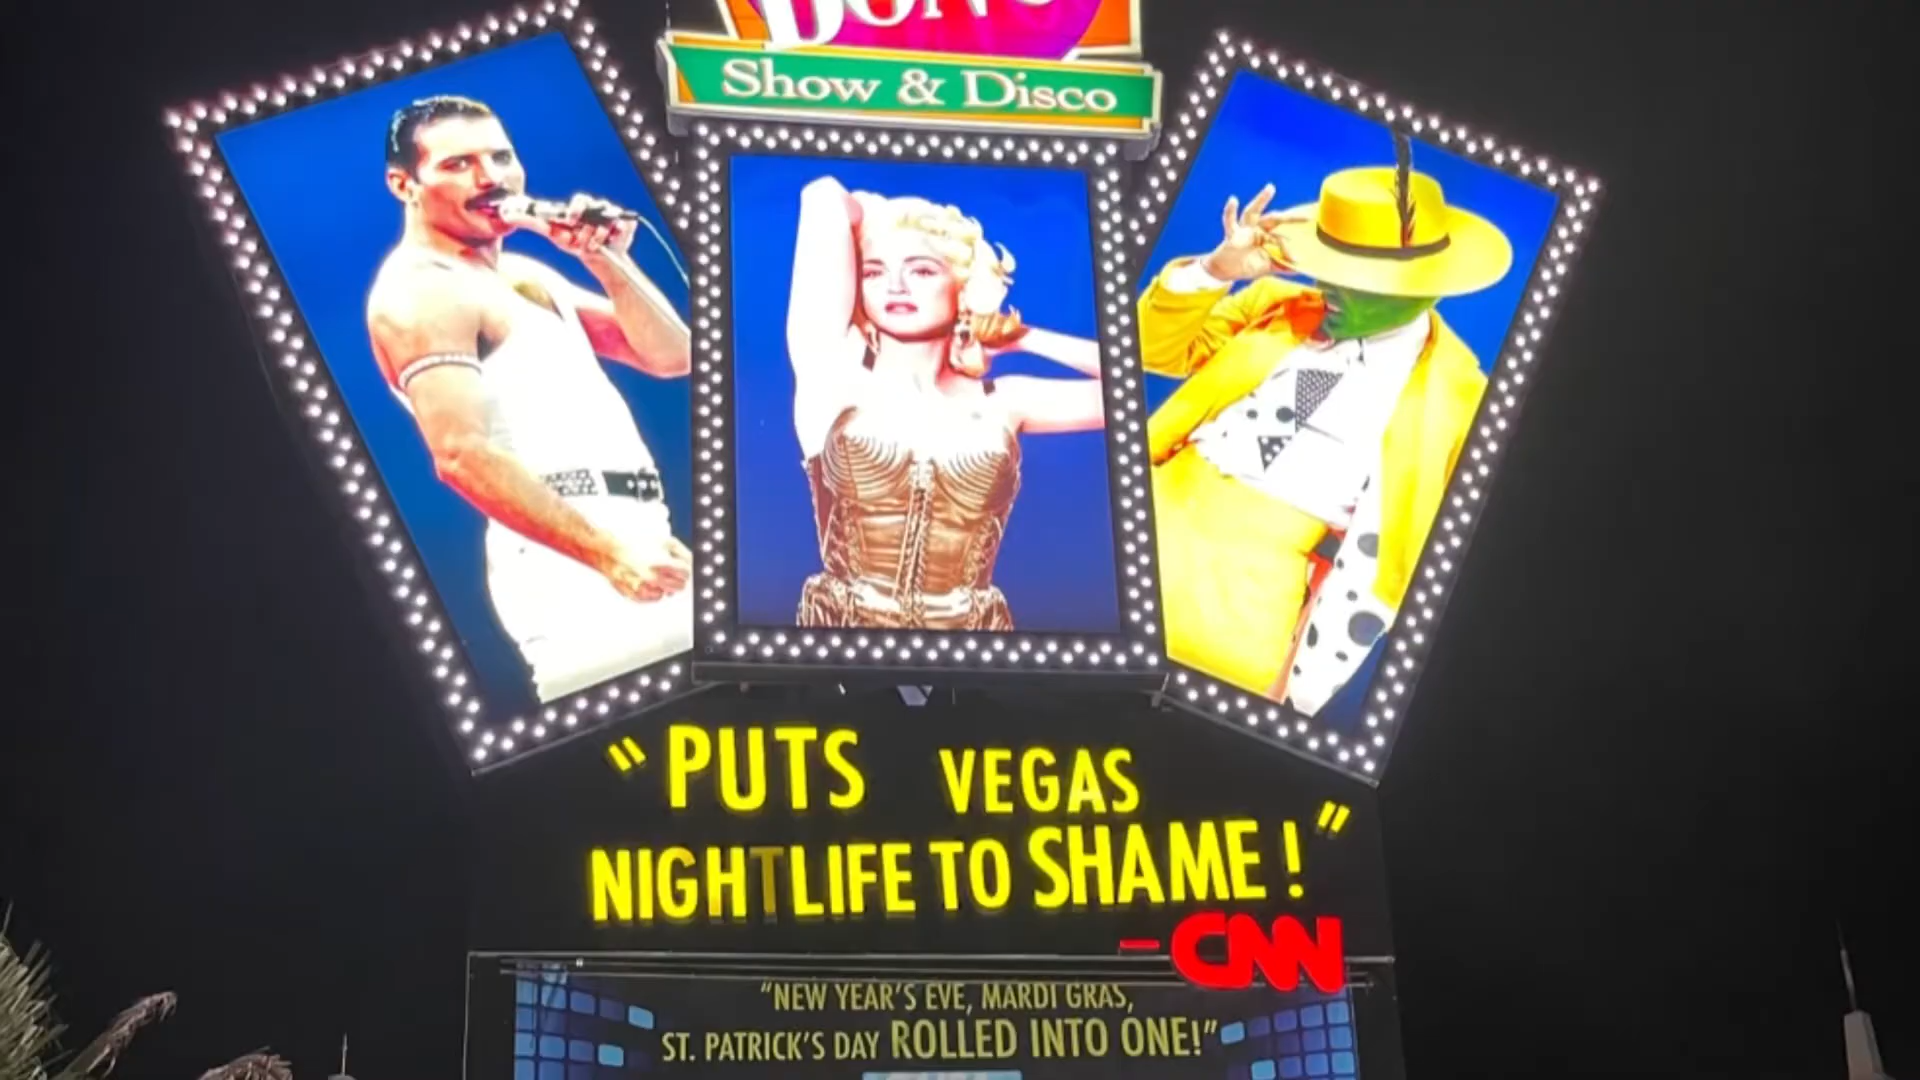 Show & Disco
"PUTS VEGAS
NIGHTLIFE TO SHAME!"
-CNN
"NEW YEAR'S EVE, MARDI GRAS,
ST. PATRICK'S DAY ROLLED INTO ONE!"